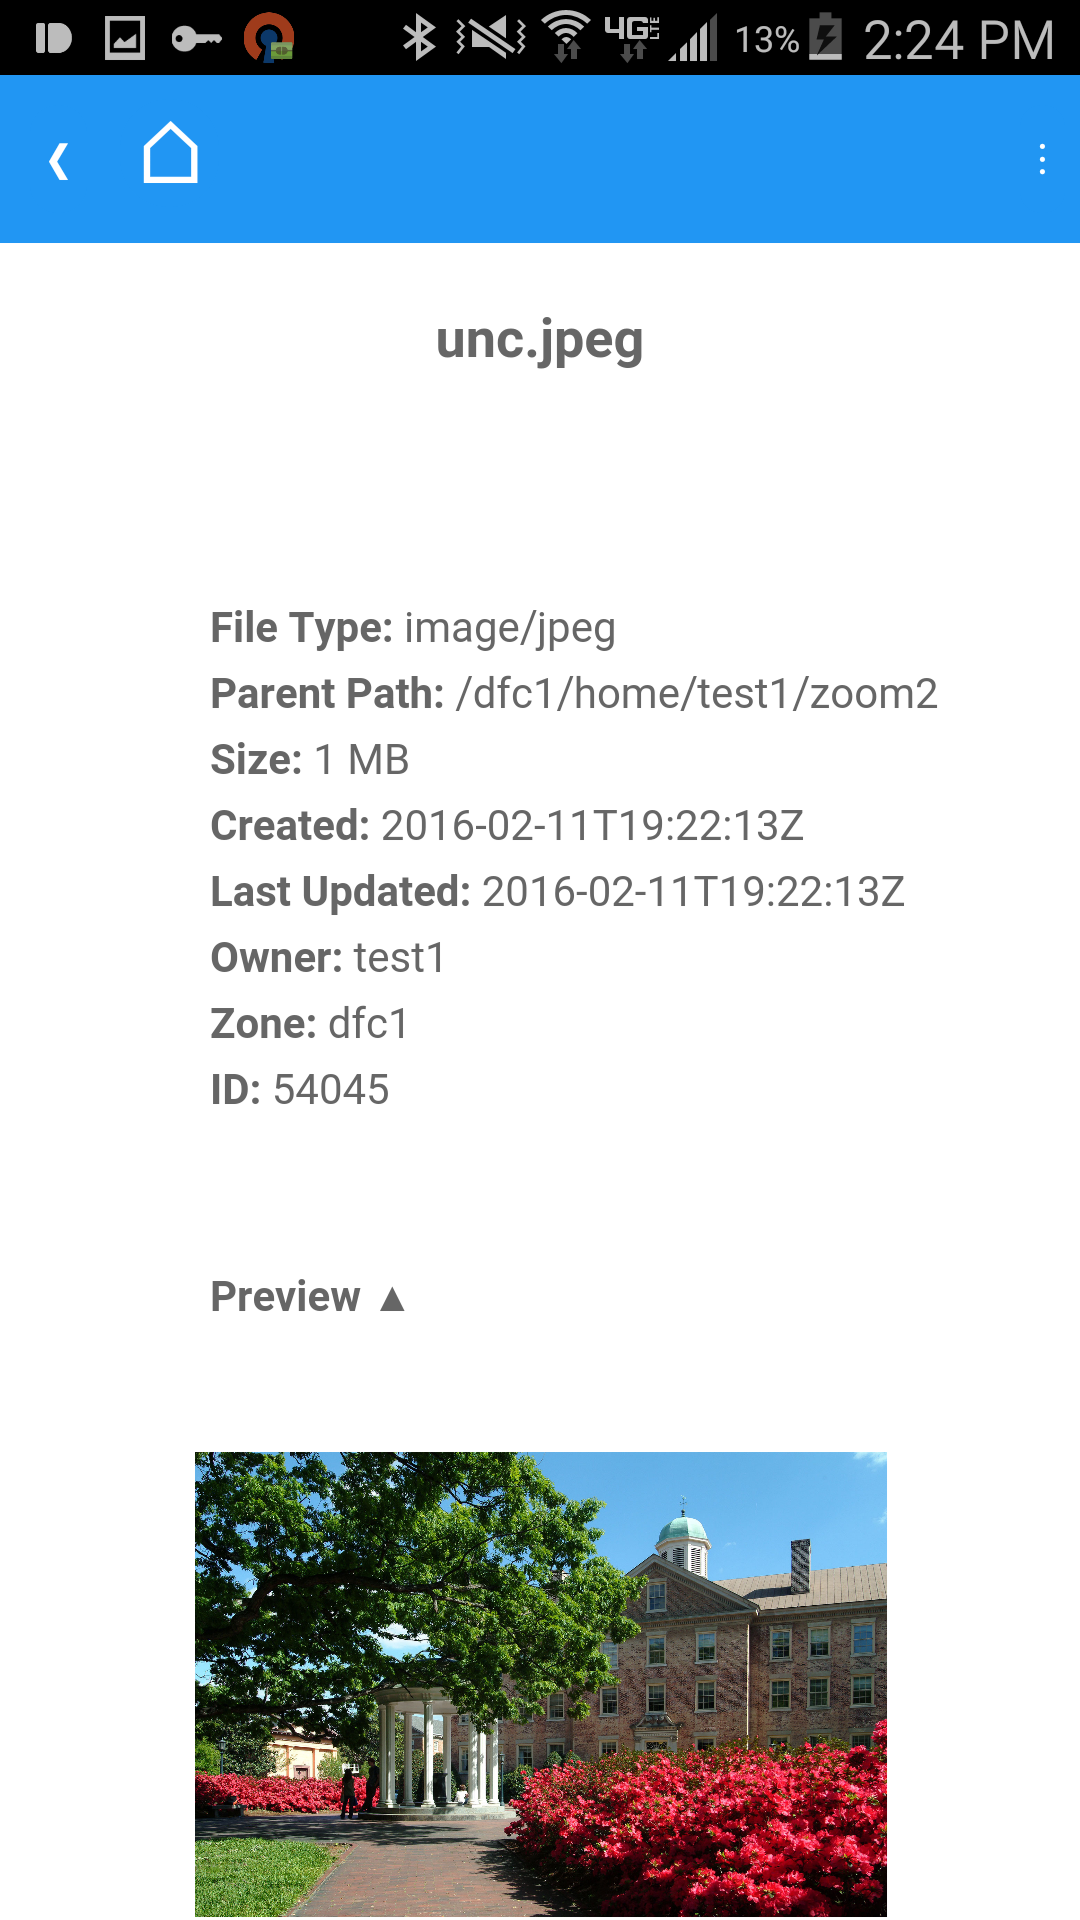 4G LTE 13% 2:24 PM
unc.jpeg
File Type: image/jpeg
Parent Path: /dfc1/home/test1/zoom2
Size: 1 MB
Created: 2016-02-11T19:22:13Z
Last Updated: 2016-02-11T19:22:13Z
Owner: test1
Zone: dfc1
ID: 54045
Preview ▲